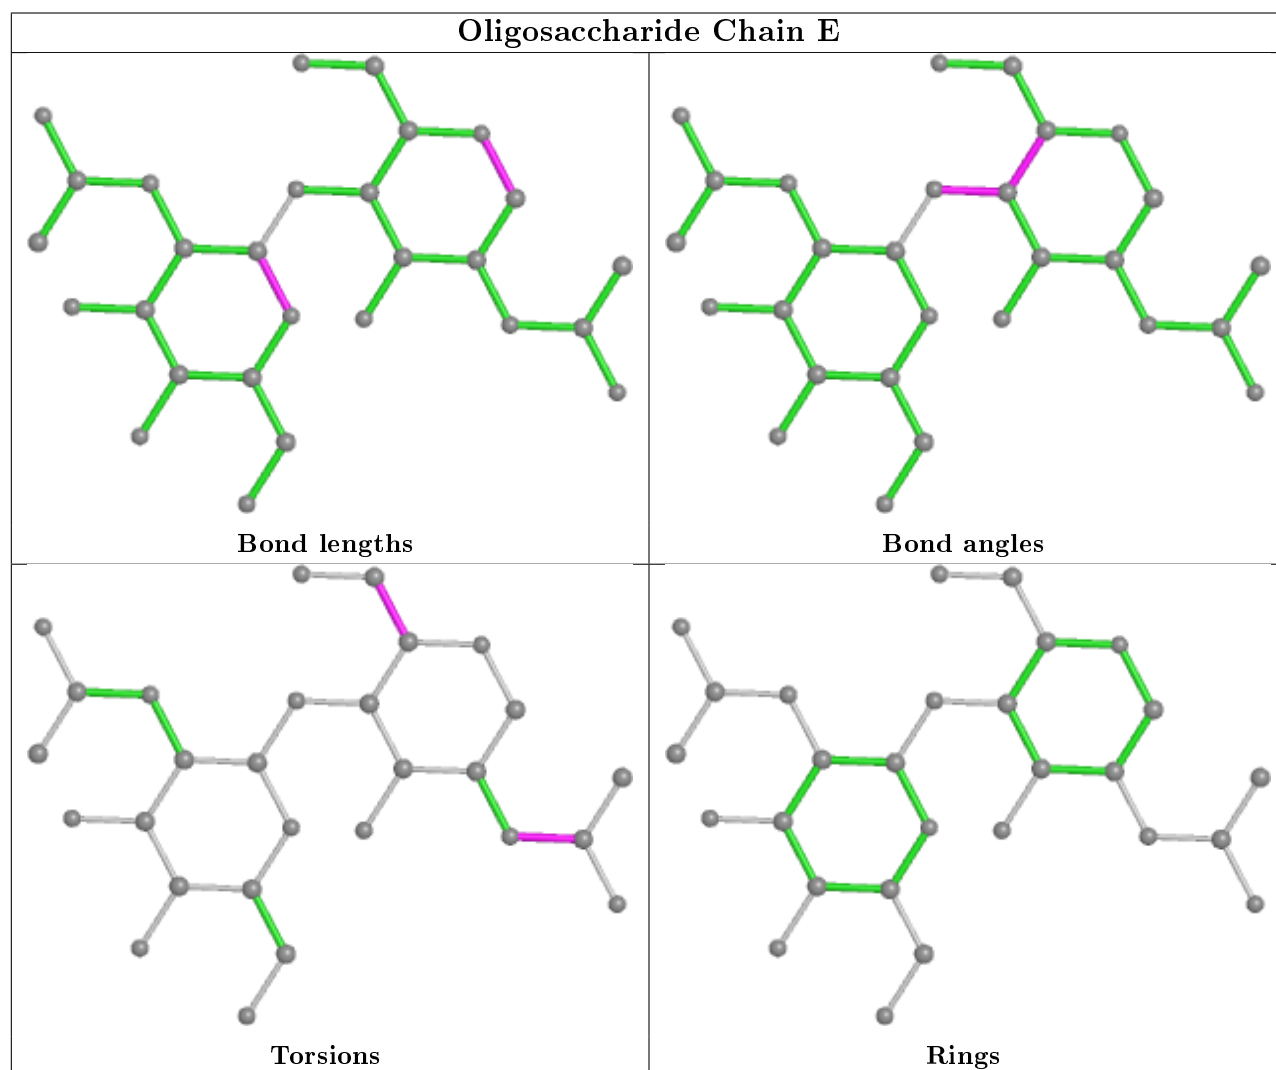 Oligosaccharide Chain E
Bond lengths
Bond angles
Torsions
Rings